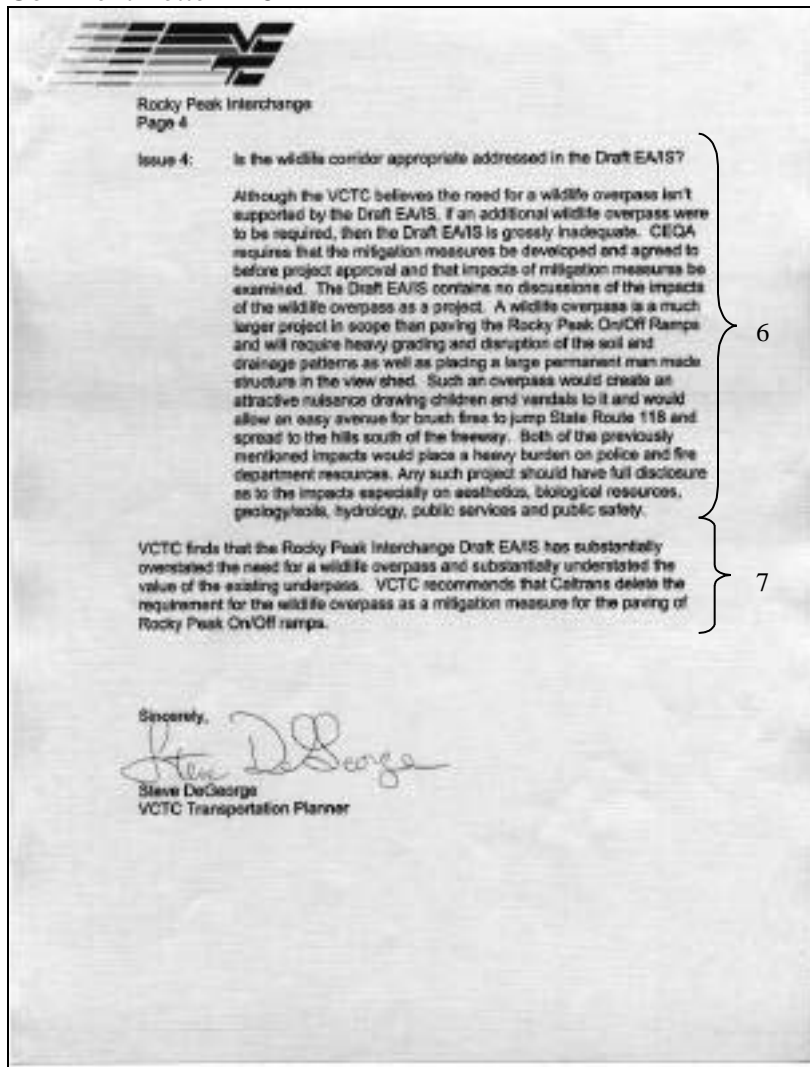 VC
TC
Rocky Peak Interchange
Page 4
Issue 4: Is the wildlife corridor appropriate addressed in the Draft EA/IS?
Although the VCTC believes the need for a wildlife overpass isn't
supported by the Draft EA/IS, if an additional wildlife overpass were
to be required, then the Draft EA/IS is grossly inadequate. CEQA
requires that the mitigation measures be developed and agreed to
before project approval and that impacts of mitigation measures be
examined. The Draft EA/IS contains no discussions of the impacts
of the wildlife overpass as a project. A wildlife overpass is a much
larger project in scope than paving the Rocky Peak On/Off Ramps
and will require heavy grading and disruption of the soil and
drainage patterns as well as placing a large permanent man made
structure in the view shed. Such an overpass would create an
attractive nuisance drawing children and vandals to it and would
allow an easy avenue for brush fires to jump State Route 118 and
spread to the hills south of the freeway. Both of the previously
mentioned impacts would place a heavy burden on police and fire
department resources. Any such project should have full disclosure
as to the impacts especially on aesthetics, biological resources,
geology/soils, hydrology, public services and public safety.
6
VCTC finds that the Rocky Peak Interchange Draft EA/IS has substantially
overstated the need for a wildlife overpass and substantially understated the
value of the existing underpass. VCTC recommends that Caltrans delete the
requirement for the wildlife overpass as a mitigation measure for the paving of
Rocky Peak On/Off ramps.
7
Sincerely,
Steve DeGeorge
Steve DeGeorge
VCTC Transportation Planner